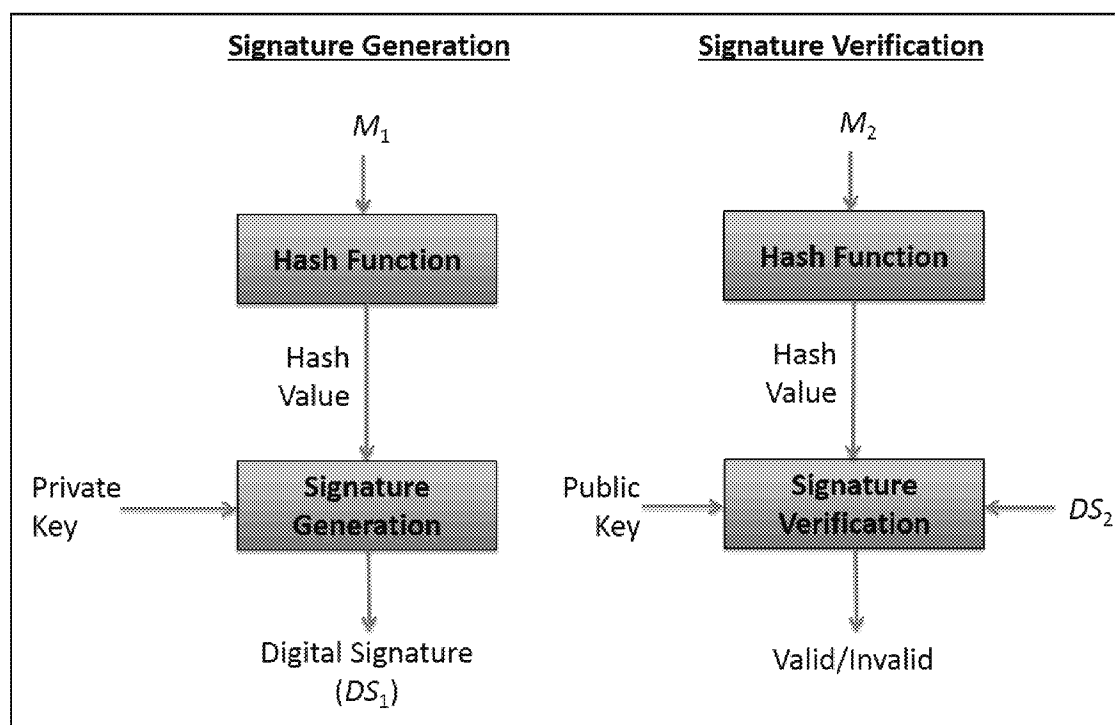 Signature Generation
M₁
Hash Function
Hash
Value
Private
Key
Signature
Generation
Digital Signature
(DS₁)
Signature Verification
M₂
Hash Function
Hash
Value
Public
Key
Signature
Verification
DS₂
Valid/Invalid